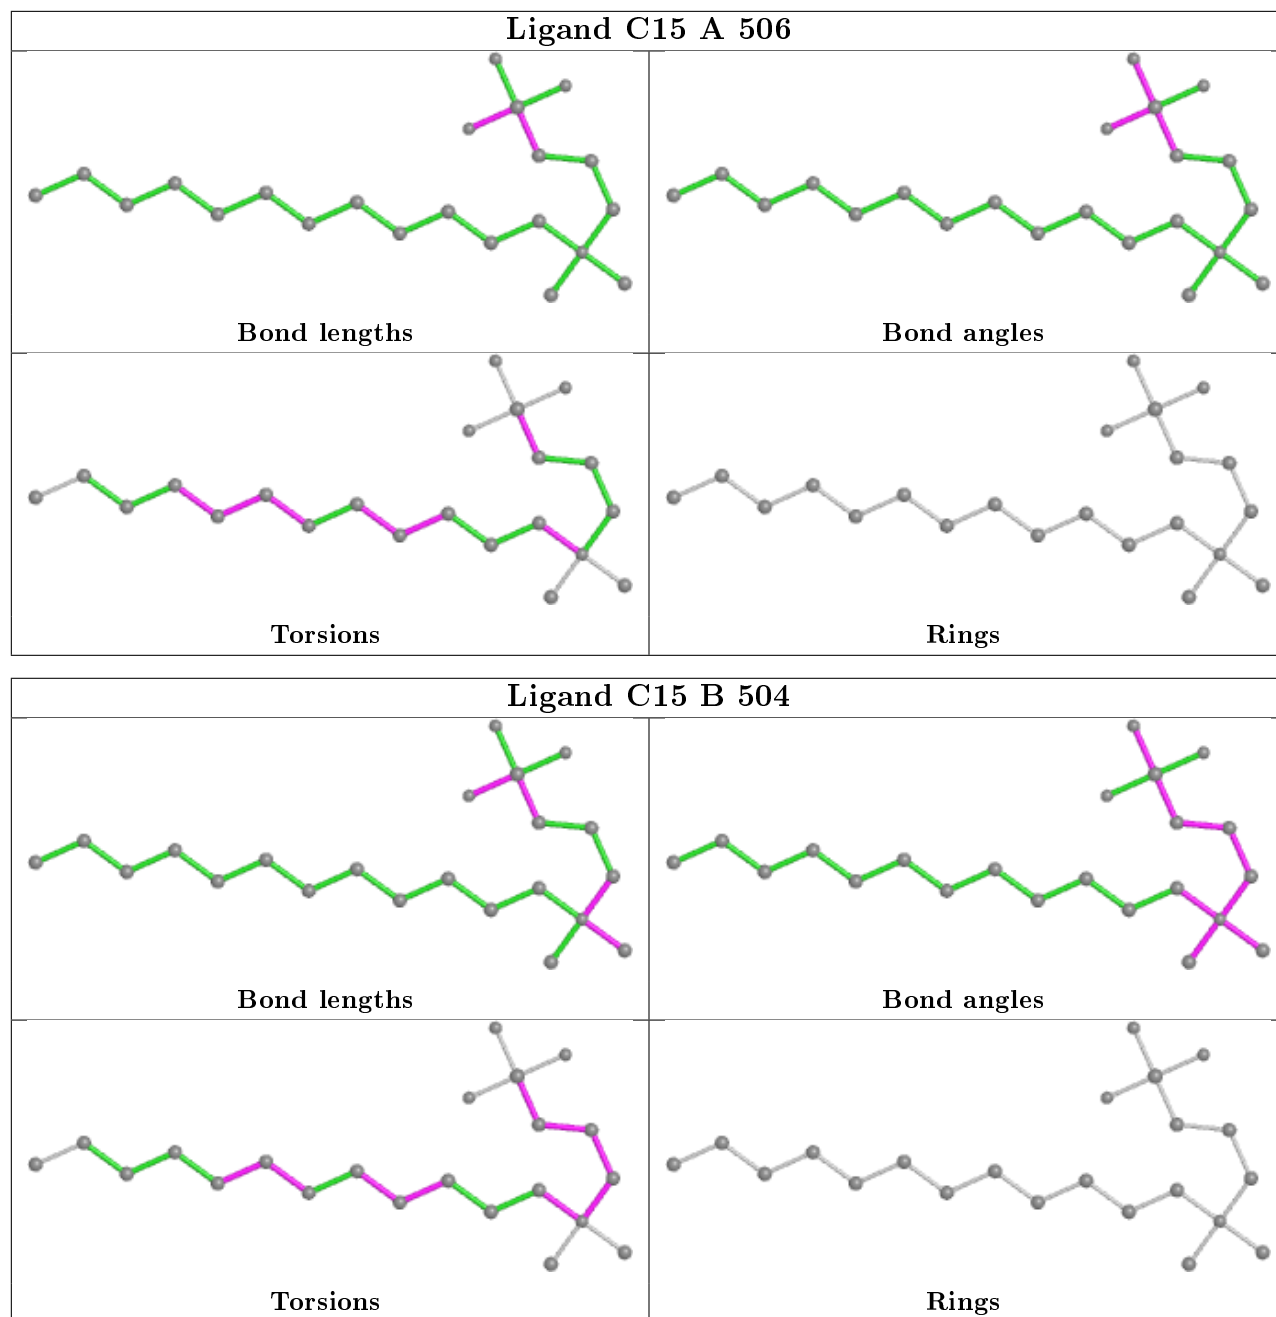 Ligand C15 A 506
Bond lengths
Bond angles
Torsions
Rings
Ligand C15 B 504
Bond lengths
Bond angles
Torsions
Rings